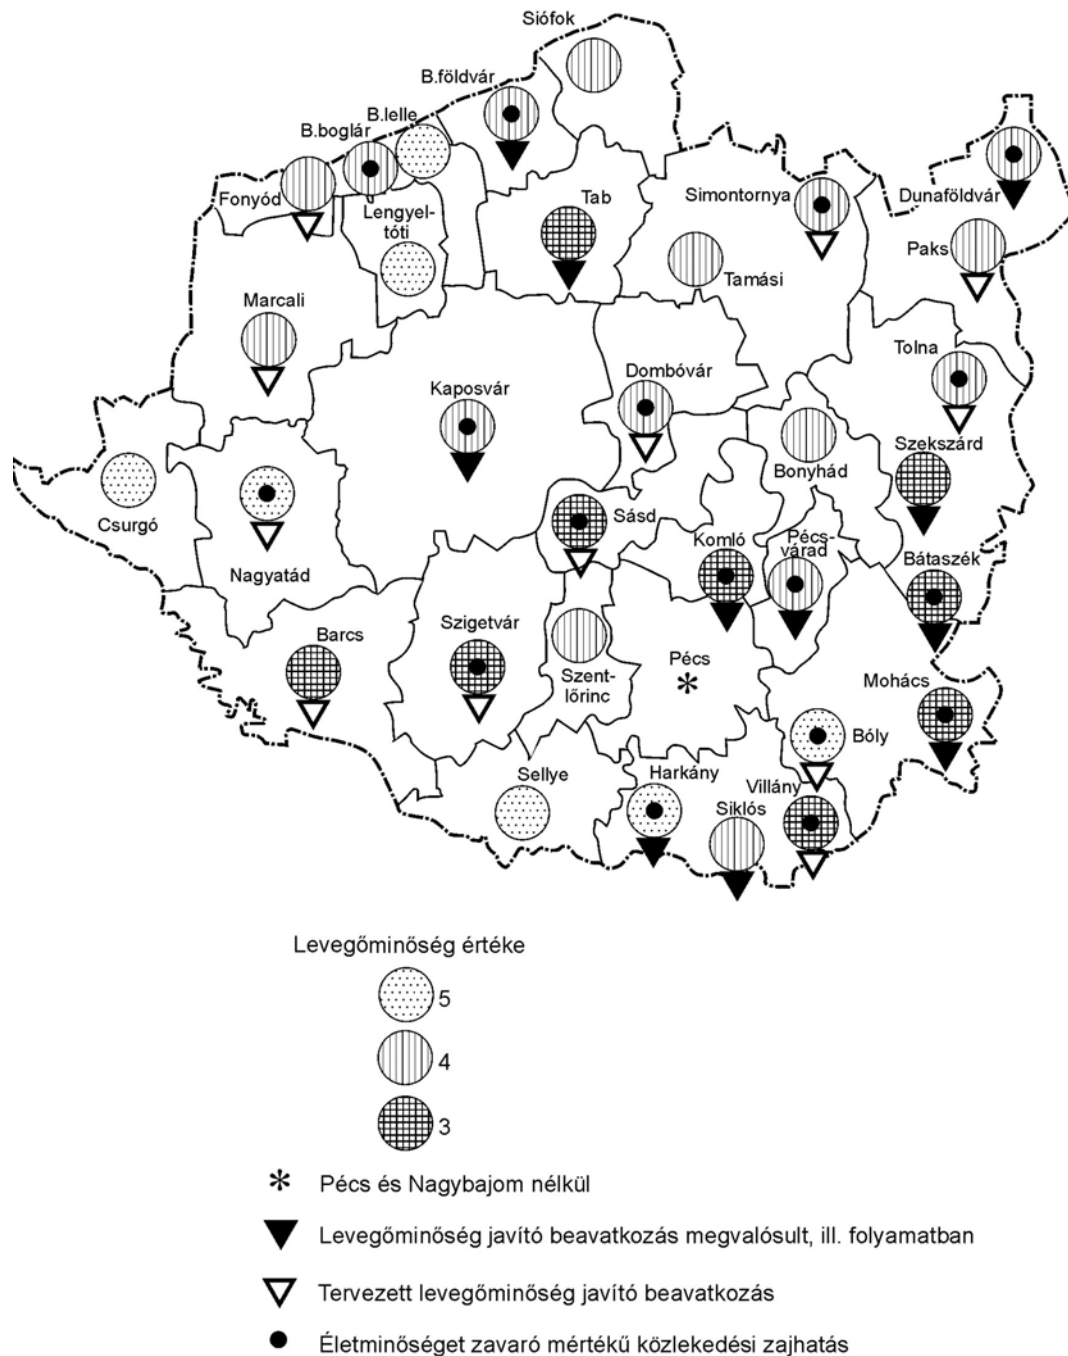 Siófok
B.földvár
B.lelle
B.boglár
Fonyód
Lengyel-
tóti
Tab
Simontornya
Dunaföldvár
Paks
Tamási
Marcali
Tolna
Kaposvár
Dombóvár
Szekszárd
Bonyhád
Csurgó
Nagyatád
Sásd
Komló
Pécs-
várad
Bátaszék
Barcs
Szigetvár
Szent-
lőrinc
Pécs
*
Mohács
Bóly
Sellye
Harkány
Siklós
Villány
Levegőminőség értéke
5
4
3
* Pécs és Nagybajom nélkül
Levegőminőség javító beavatkozás megvalósult, ill. folyamatban
Tervezett levegőminőség javító beavatkozás
Életminőséget zavaró mértékű közlekedési zajhatás